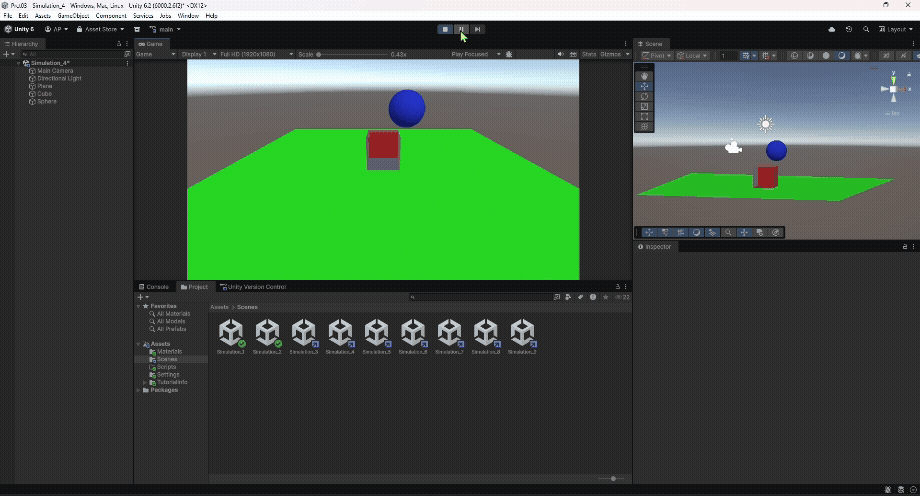 Prct03 - Simulation_4 - Windows, Mac, Linux - Unity 6.2 (6000.2.6f2)* <DX12>
File Edit Assets GameObject Component Services Jobs Window Help
Unity 6 AP Asset Store main Layout
Hierarchy
All
Simulation_4*
Main Camera
Directional Light
Plane
Cube
Sphere
Game
Game Display 1 Full HD (1920x1080) Scale 0.43x Play Focused Stats Gizmos
Scene
Pivot Local 1
y
x
Inspector
Console Project Unity Version Control
22
Favorites
All Materials
All Models
All Prefabs
Assets
Materials
Scenes
Scripts
Settings
TutorialInfo
Packages
Assets > Scenes
Simulation_1 Simulation_2 Simulation_3 Simulation_4 Simulation_5 Simulation_6 Simulation_7 Simulation_8 Simulation_9